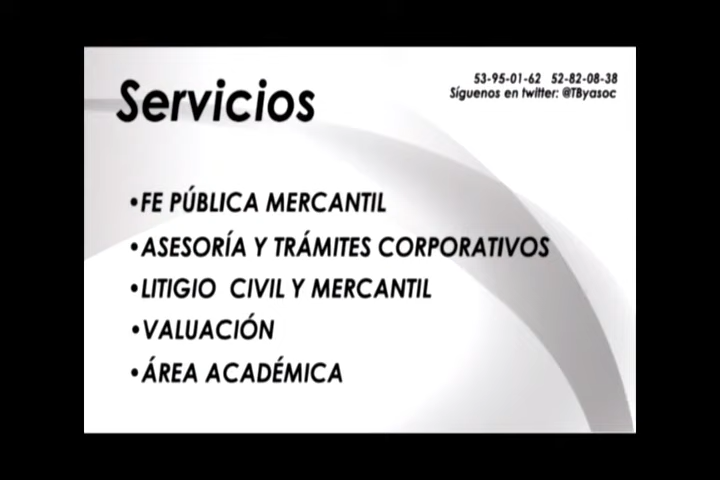 Servicios
53-95-01-62 52-82-08-38
Síguenos en twitter: @TByasoc
•FE PÚBLICA MERCANTIL
•ASESORÍA Y TRÁMITES CORPORATIVOS
•LITIGIO CIVIL Y MERCANTIL
•VALUACIÓN
•ÁREA ACADÉMICA